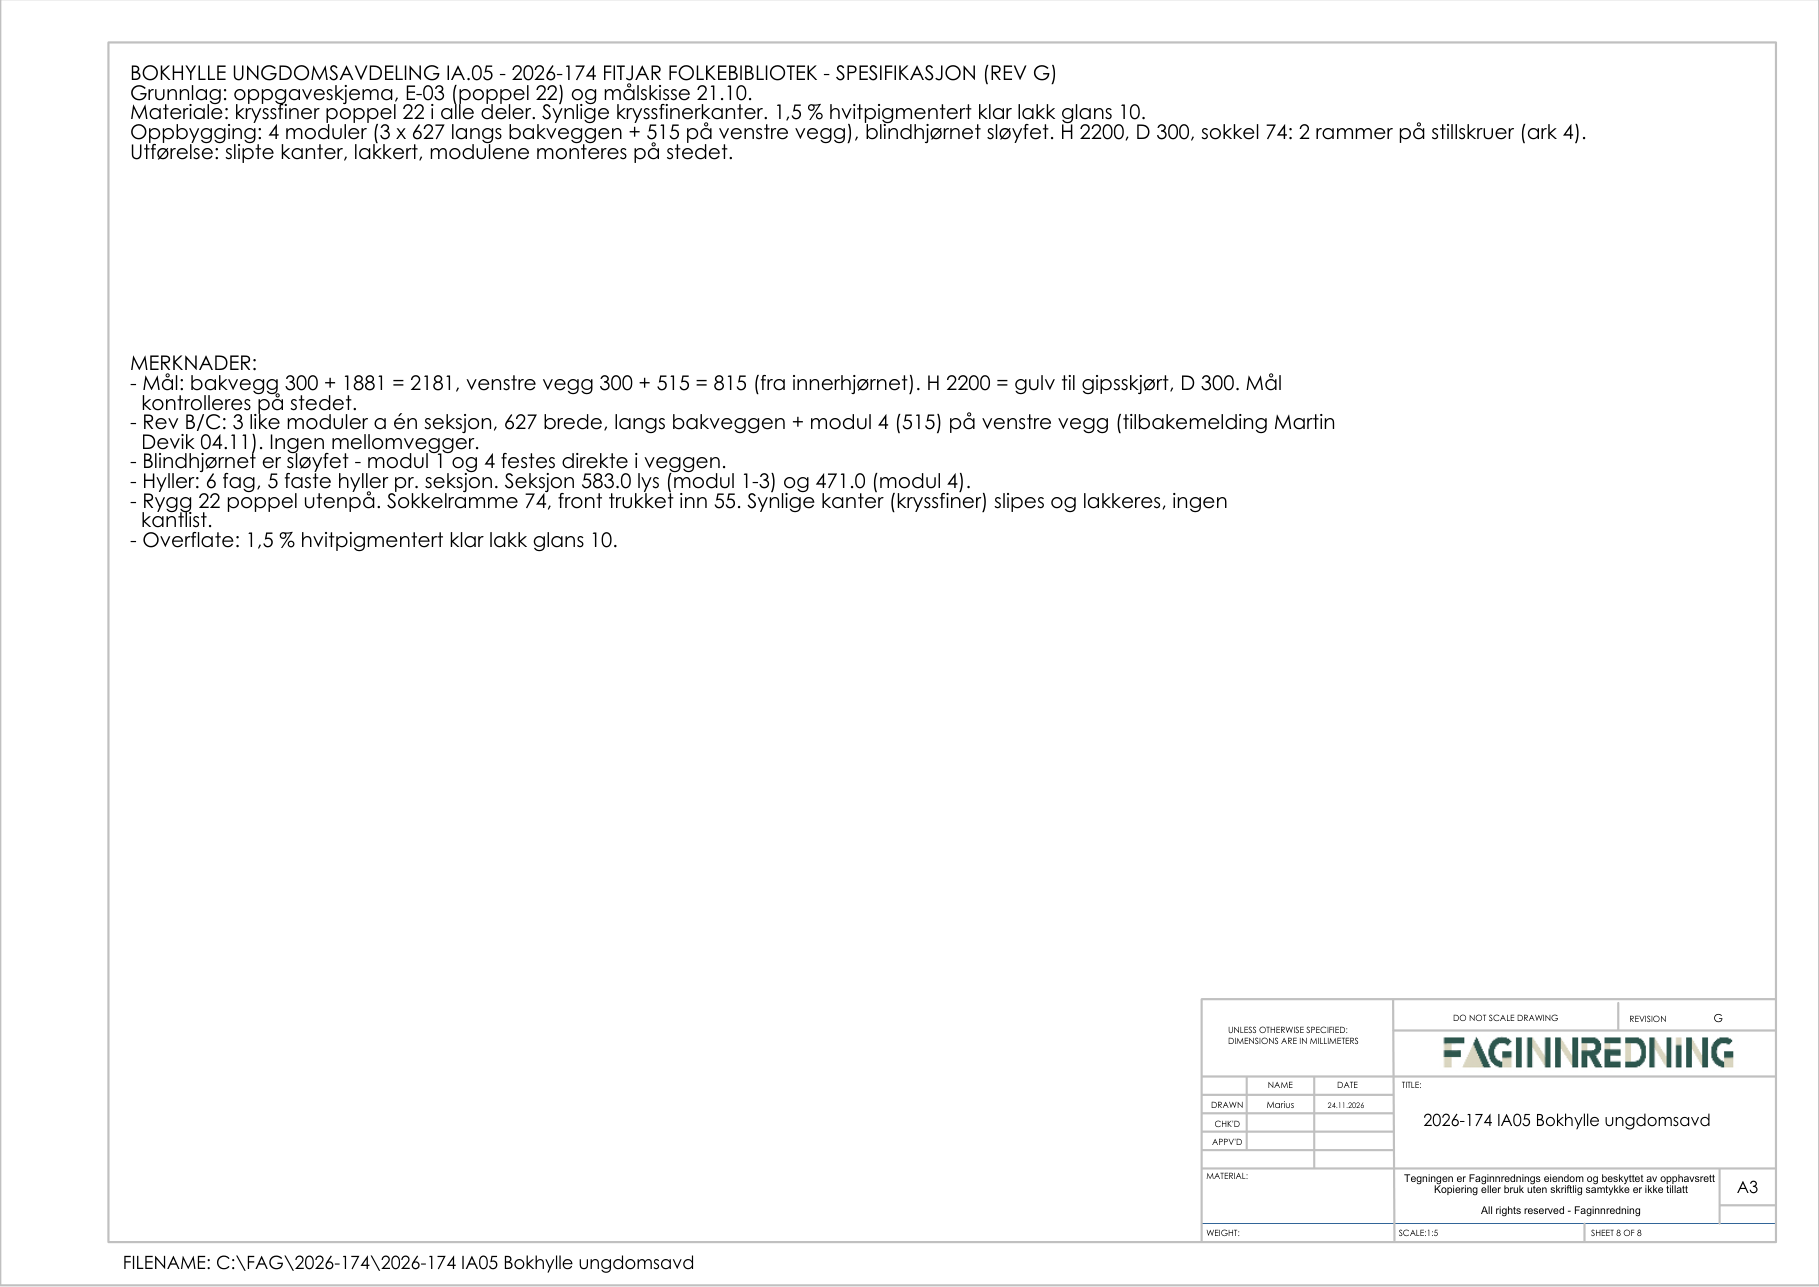 BOKHYLLE UNGDOMSAVDELING IA.05 - 2026-174 FITJAR FOLKEBIBLIOTEK - SPESIFIKASJON (REV G)
Grunnlag: oppgaveskjema, E-03 (poppel 22) og målskisse 21.10.
Materiale: kryssfiner poppel 22 i alle deler. Synlige kryssfinerkanter. 1,5 % hvitpigmentert klar lakk glans 10.
Oppbygging: 4 moduler (3 x 627 langs bakveggen + 515 på venstre vegg), blindhjørnet sløyfet. H 2200, D 300, sokkel 74: 2 rammer på stillskruer (ark 4).
Utførelse: slipte kanter, lakkert, modulene monteres på stedet.
MERKNADER:
- Mål: bakvegg 300 + 1881 = 2181, venstre vegg 300 + 515 = 815 (fra innerhjørnet). H 2200 = gulv til gipsskjørt, D 300. Mål
kontrolleres på stedet.
- Rev B/C: 3 like moduler a én seksjon, 627 brede, langs bakveggen + modul 4 (515) på venstre vegg (tilbakemelding Martin
Devik 04.11). Ingen mellomvegger.
- Blindhjørnet er sløyfet - modul 1 og 4 festes direkte i veggen.
- Hyller: 6 fag, 5 faste hyller pr. seksjon. Seksjon 583.0 lys (modul 1-3) og 471.0 (modul 4).
- Rygg 22 poppel utenpå. Sokkelramme 74, front trukket inn 55. Synlige kanter (kryssfiner) slipes og lakkeres, ingen
kantlist.
- Overflate: 1,5 % hvitpigmentert klar lakk glans 10.
UNLESS OTHERWISE SPECIFIED:
DIMENSIONS ARE IN MILLIMETERS
DO NOT SCALE DRAWING
REVISION G
FAGINNREDNING
NAME DATE
DRAWN Marius 24.11.2026
CHK'D
APPV'D
TITLE:
2026-174 IA05 Bokhylle ungdomsavd
MATERIAL:
Tegningen er Faginnrednings eiendom og beskyttet av opphavsrett
Kopiering eller bruk uten skriftlig samtykke er ikke tillatt
All rights reserved - Faginnredning
A3
WEIGHT:
SCALE:1:5
SHEET 8 OF 8
FILENAME: C:\FAG\2026-174\2026-174 IA05 Bokhylle ungdomsavd